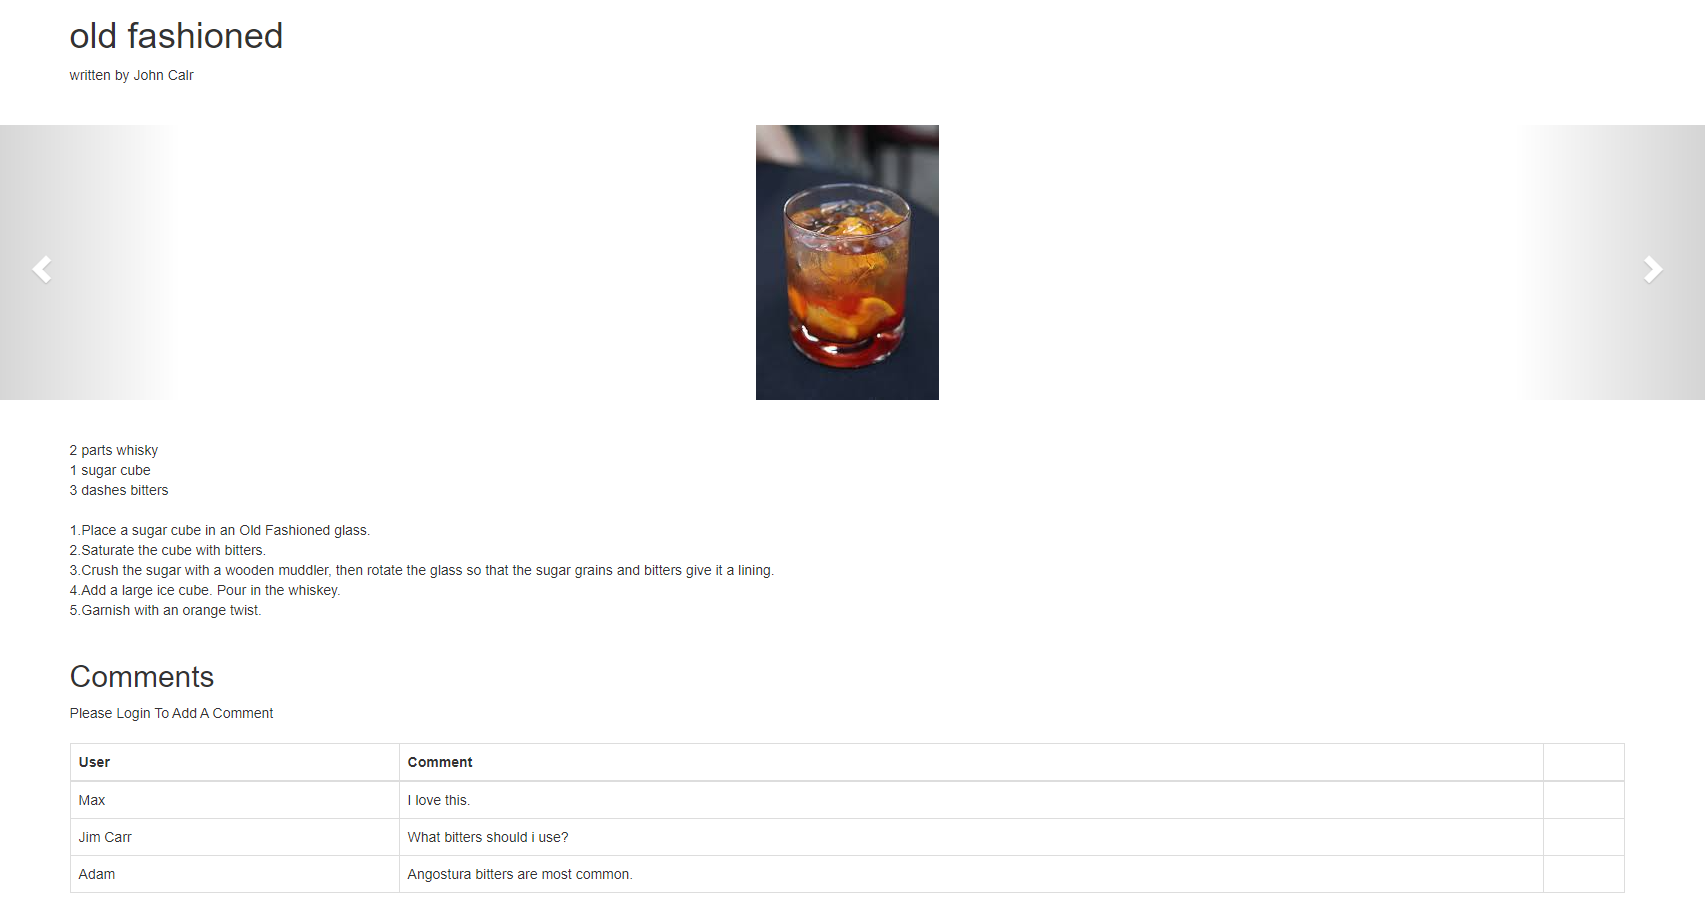 old fashioned
written by John Calr
2 parts whisky
1 sugar cube
3 dashes bitters
1.Place a sugar cube in an Old Fashioned glass.
2.Saturate the cube with bitters.
3.Crush the sugar with a wooden muddler, then rotate the glass so that the sugar grains and bitters give it a lining.
4.Add a large ice cube. Pour in the whiskey.
5.Garnish with an orange twist.
Comments
Please Login To Add A Comment
User Comment
Max I love this.
Jim Carr What bitters should i use?
Adam Angostura bitters are most common.